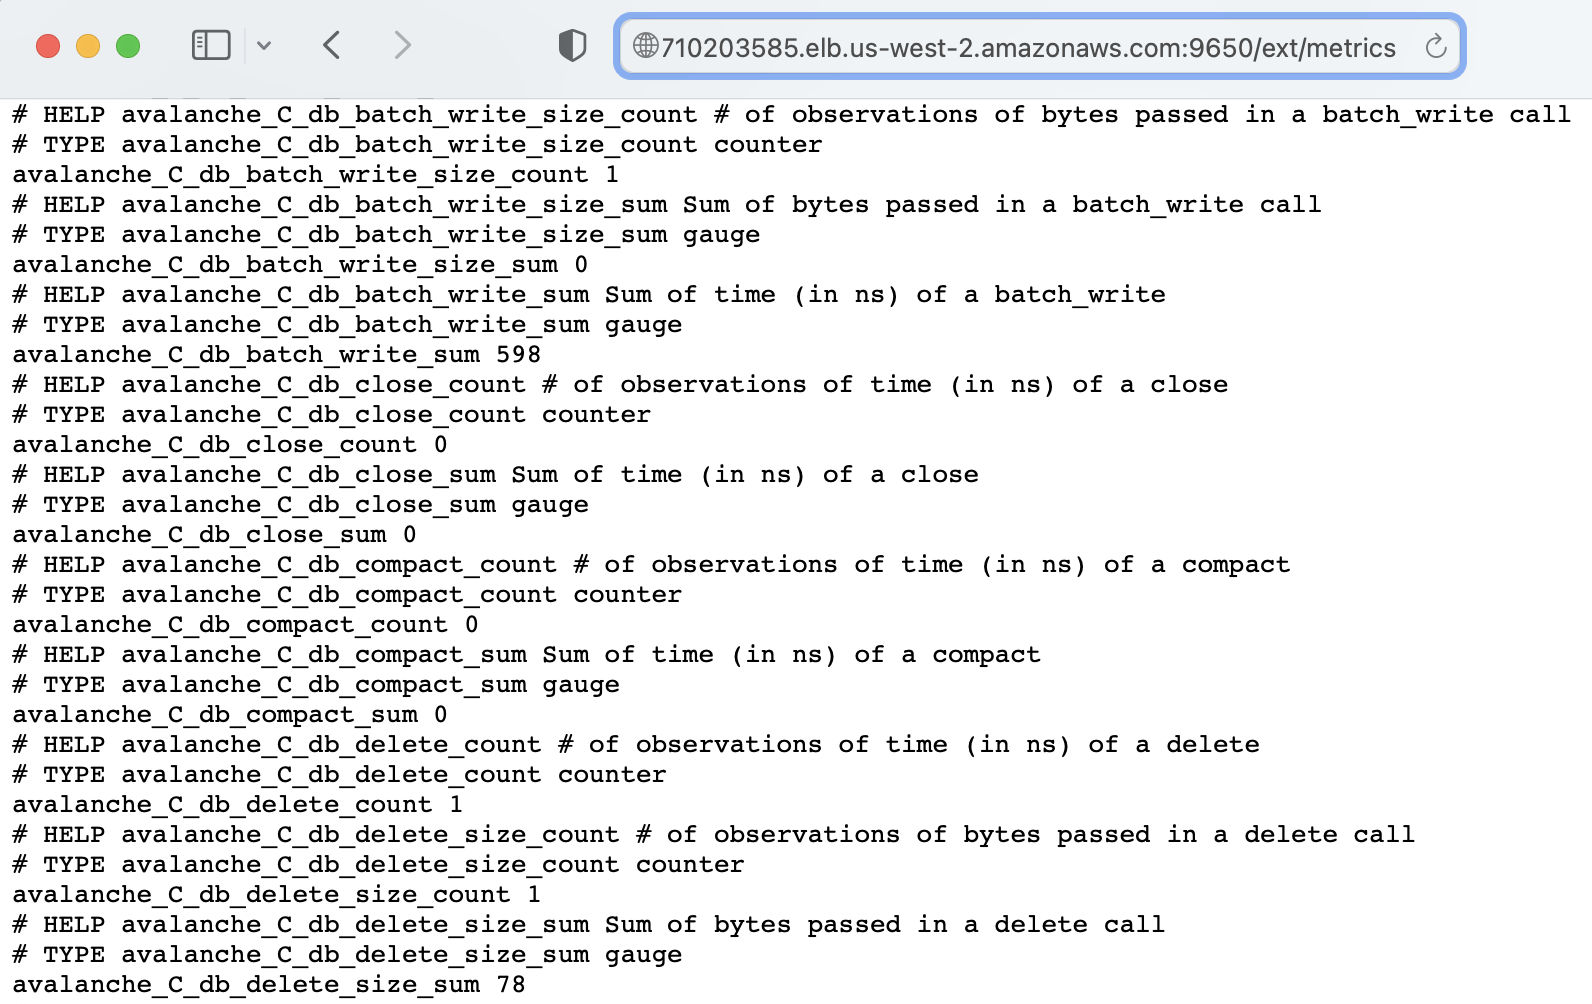 710203585.elb.us-west-2.amazonaws.com:9650/ext/metrics
# HELP avalanche_C_db_batch_write_size_count # of observations of bytes passed in a batch_write call
# TYPE avalanche_C_db_batch_write_size_count counter
avalanche_C_db_batch_write_size_count 1
# HELP avalanche_C_db_batch_write_size_sum Sum of bytes passed in a batch_write call
# TYPE avalanche_C_db_batch_write_size_sum gauge
avalanche_C_db_batch_write_size_sum 0
# HELP avalanche_C_db_batch_write_sum Sum of time (in ns) of a batch_write
# TYPE avalanche_C_db_batch_write_sum gauge
avalanche_C_db_batch_write_sum 598
# HELP avalanche_C_db_close_count # of observations of time (in ns) of a close
# TYPE avalanche_C_db_close_count counter
avalanche_C_db_close_count 0
# HELP avalanche_C_db_close_sum Sum of time (in ns) of a close
# TYPE avalanche_C_db_close_sum gauge
avalanche_C_db_close_sum 0
# HELP avalanche_C_db_compact_count # of observations of time (in ns) of a compact
# TYPE avalanche_C_db_compact_count counter
avalanche_C_db_compact_count 0
# HELP avalanche_C_db_compact_sum Sum of time (in ns) of a compact
# TYPE avalanche_C_db_compact_sum gauge
avalanche_C_db_compact_sum 0
# HELP avalanche_C_db_delete_count # of observations of time (in ns) of a delete
# TYPE avalanche_C_db_delete_count counter
avalanche_C_db_delete_count 1
# HELP avalanche_C_db_delete_size_count # of observations of bytes passed in a delete call
# TYPE avalanche_C_db_delete_size_count counter
avalanche_C_db_delete_size_count 1
# HELP avalanche_C_db_delete_size_sum Sum of bytes passed in a delete call
# TYPE avalanche_C_db_delete_size_sum gauge
avalanche_C_db_delete_size_sum 78